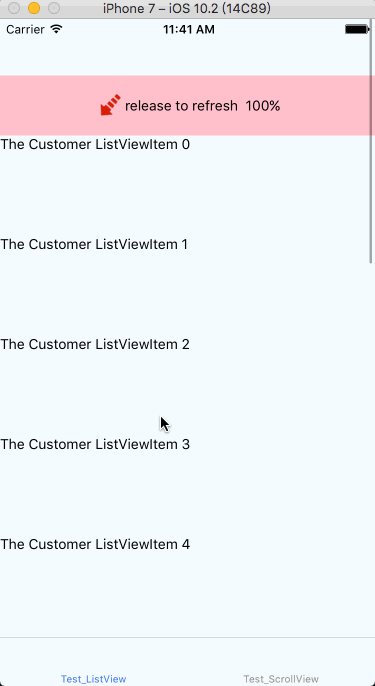 iPhone 7 – iOS 10.2 (14C89)
Carrier 11:41 AM
release to refresh 100%
The Customer ListViewItem 0
The Customer ListViewItem 1
The Customer ListViewItem 2
The Customer ListViewItem 3
The Customer ListViewItem 4
Test_ListView Test_ScrollView